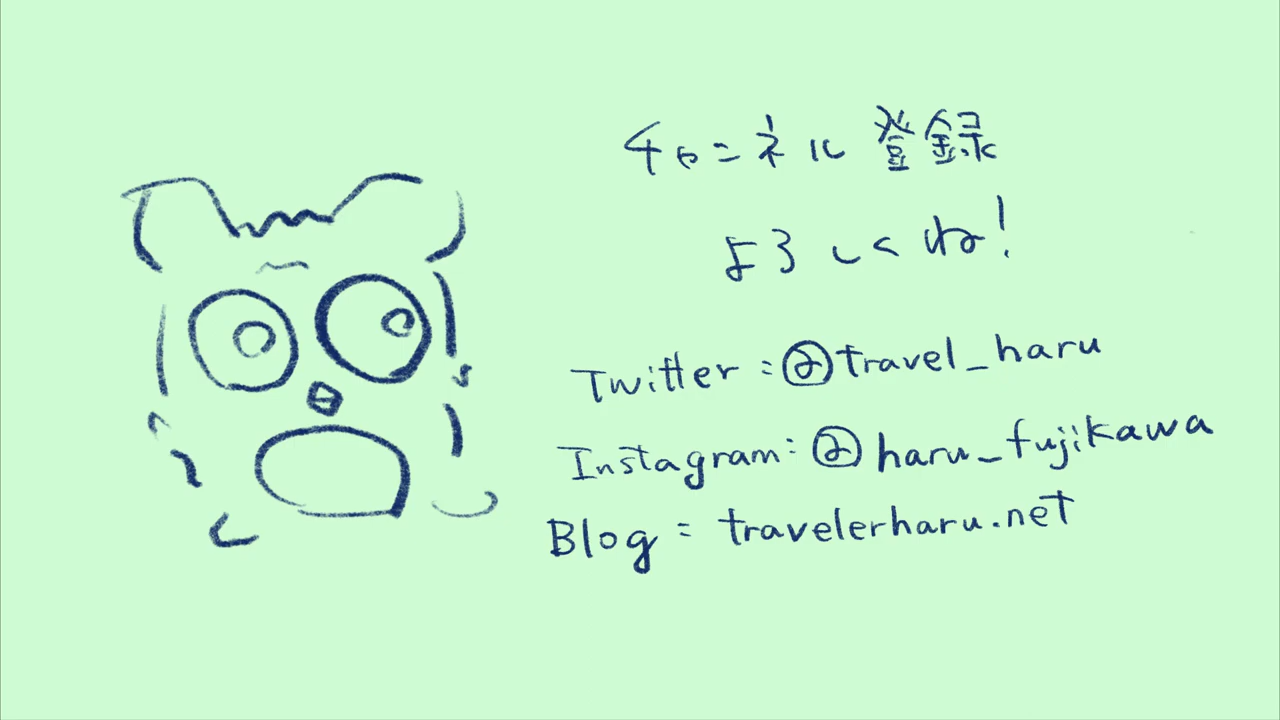 チャンネル登録
よろしくね!
Twitter:@travel_haru
Instagram:@haru_fujikawa
Blog:travelerharu.net